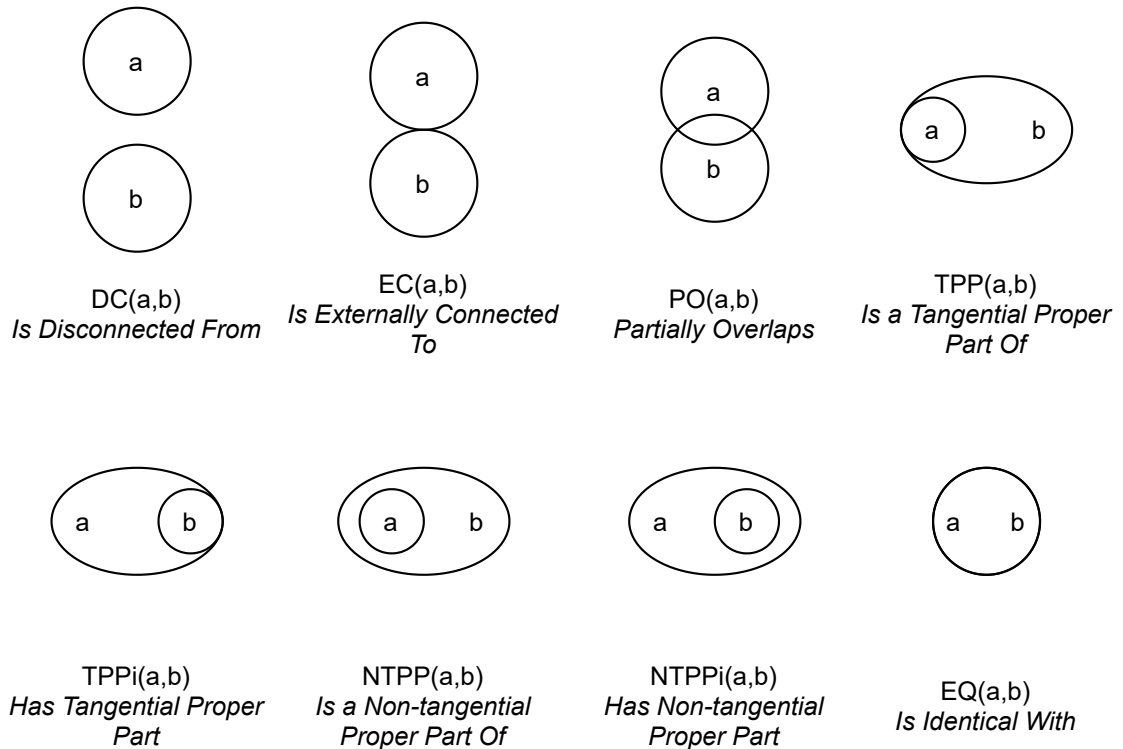 a
b
DC(a,b)
Is Disconnected From
a
b
EC(a,b)
Is Externally Connected
To
a
b
PO(a,b)
Partially Overlaps
a b
TPP(a,b)
Is a Tangential Proper
Part Of
a b
TPPi(a,b)
Has Tangential Proper
Part
a b
NTPP(a,b)
Is a Non-tangential
Proper Part Of
a b
NTPPi(a,b)
Has Non-tangential
Proper Part
a b
EQ(a,b)
Is Identical With